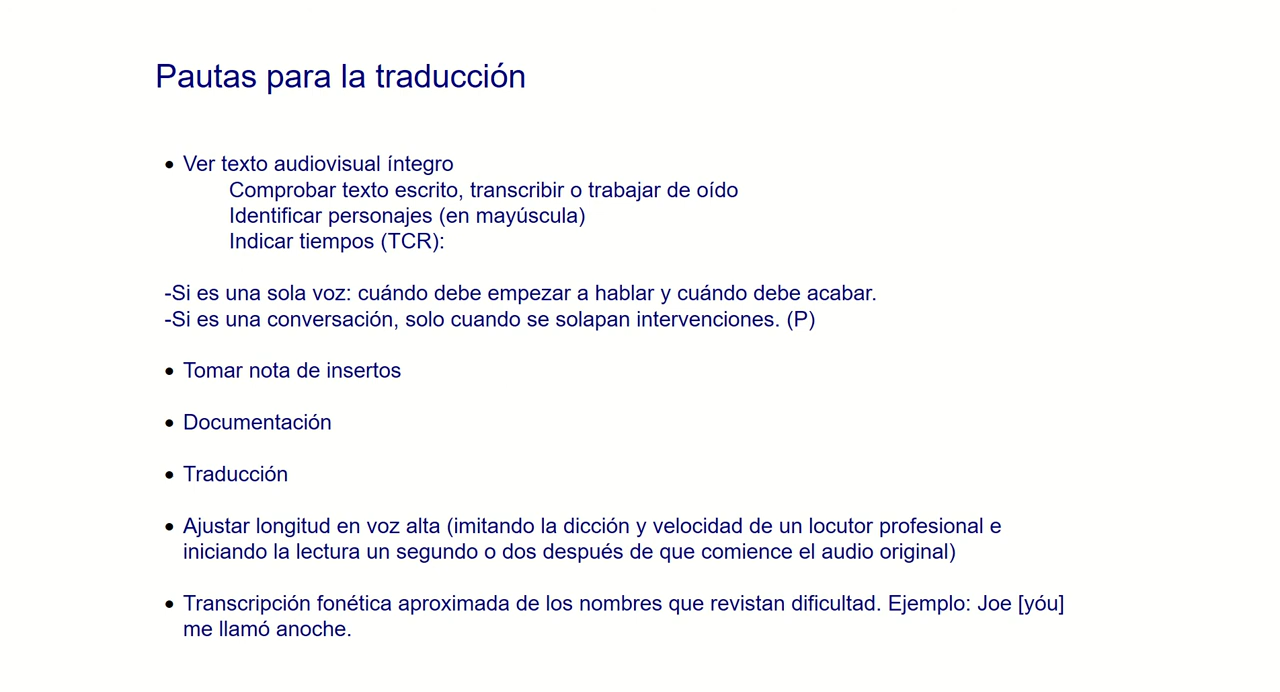 Pautas para la traducción
• Ver texto audiovisual íntegro
Comprobar texto escrito, transcribir o trabajar de oído
Identificar personajes (en mayúscula)
Indicar tiempos (TCR):
-Si es una sola voz: cuándo debe empezar a hablar y cuándo debe acabar.
-Si es una conversación, solo cuando se solapan intervenciones. (P)
• Tomar nota de insertos
• Documentación
• Traducción
• Ajustar longitud en voz alta (imitando la dicción y velocidad de un locutor profesional e
iniciando la lectura un segundo o dos después de que comience el audio original)
• Transcripción fonética aproximada de los nombres que revistan dificultad. Ejemplo: Joe [yóu]
me llamó anoche.